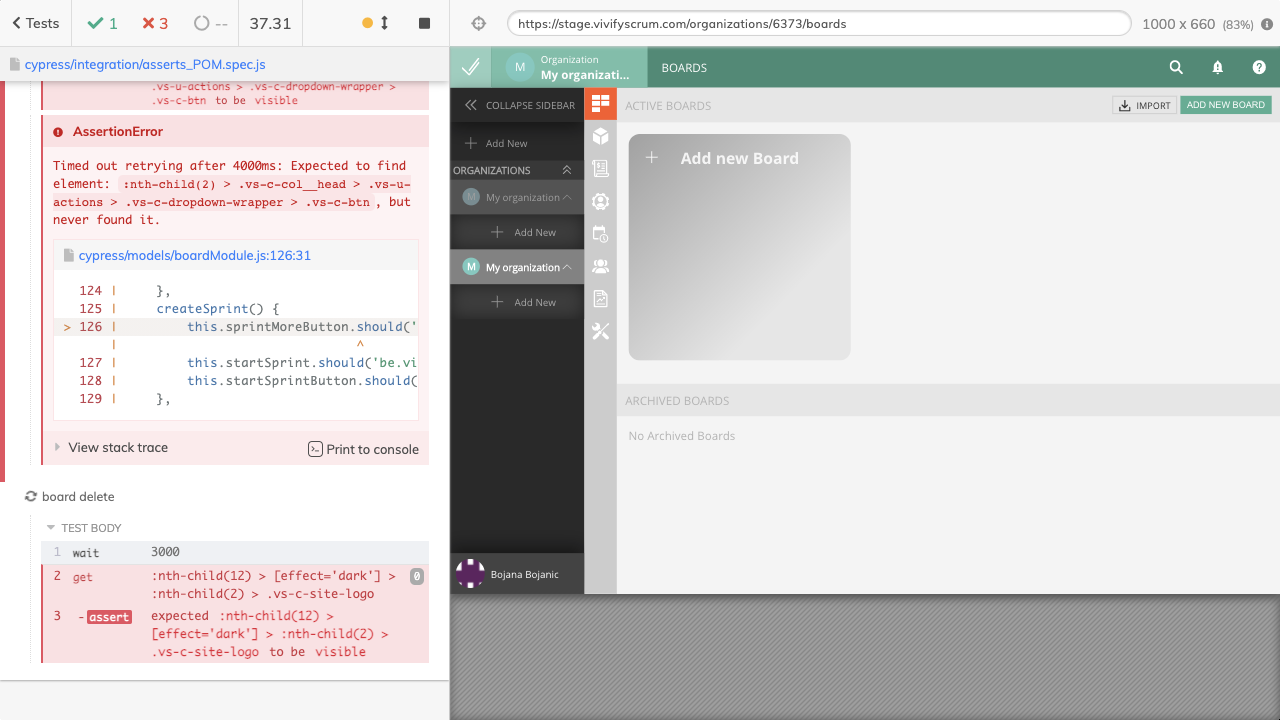 Tests
1
3
--
37.31
https://stage.vivifyscrum.com/organizations/6373/boards
1000 x 660 (83%)
cypress/integration/asserts_POM.spec.js
.vs-u-actions > .vs-c-dropdown-wrapper >
.vs-c-btn to be visible
AssertionError
Timed out retrying after 4000ms: Expected to find
element: :nth-child(2) > .vs-c-col__head > .vs-u-
actions > .vs-c-dropdown-wrapper > .vs-c-btn, but
never found it.
cypress/models/boardModule.js:126:31
124 | },
125 | createSprint() {
> 126 | this.sprintMoreButton.should('
| ^
127 | this.startSprint.should('be.vi
128 | this.startSprintButton.should(
129 | },
View stack trace
Print to console
board delete
TEST BODY
1 wait 3000
2 get :nth-child(12) > [effect='dark'] > 0
:nth-child(2) > .vs-c-site-logo
3 -assert expected :nth-child(12) >
[effect='dark'] > :nth-child(2) >
.vs-c-site-logo to be visible
M
Organization
My organizati...
BOARDS
COLLAPSE SIDEBAR
Add New
ORGANIZATIONS
M My organization
Add New
M My organization
Add New
Bojana Bojanic
ACTIVE BOARDS
IMPORT
ADD NEW BOARD
Add new Board
ARCHIVED BOARDS
No Archived Boards